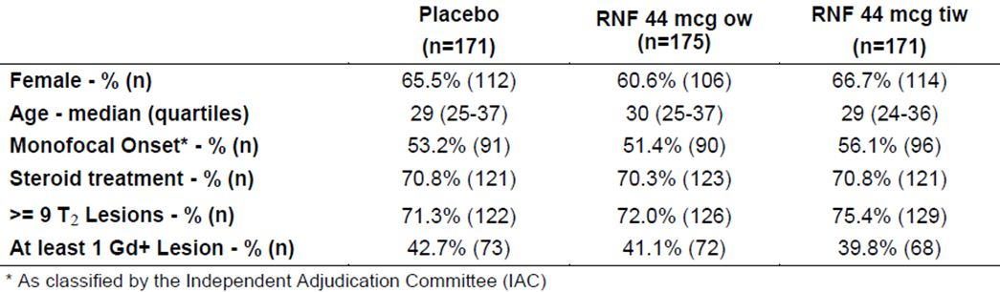 Placebo RNF 44 mcg ow RNF 44 mcg tiw
(n=171) (n=175) (n=171)
Female - % (n) 65.5% (112) 60.6% (106) 66.7% (114)
Age - median (quartiles) 29 (25-37) 30 (25-37) 29 (24-36)
Monofocal Onset* - % (n) 53.2% (91) 51.4% (90) 56.1% (96)
Steroid treatment - % (n) 70.8% (121) 70.3% (123) 70.8% (121)
>= 9 T₂ Lesions - % (n) 71.3% (122) 72.0% (126) 75.4% (129)
At least 1 Gd+ Lesion - % (n) 42.7% (73) 41.1% (72) 39.8% (68)
* As classified by the Independent Adjudication Committee (IAC)